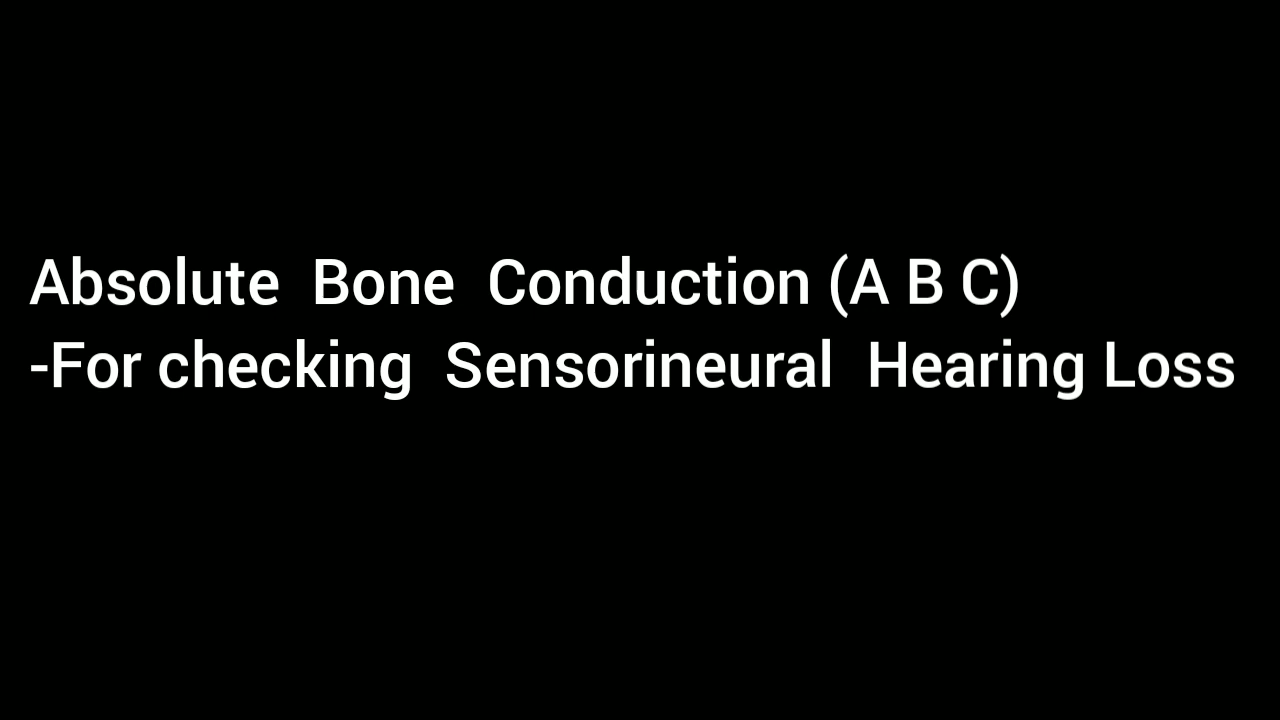 Absolute Bone Conduction (A B C)
-For checking Sensorineural Hearing Loss